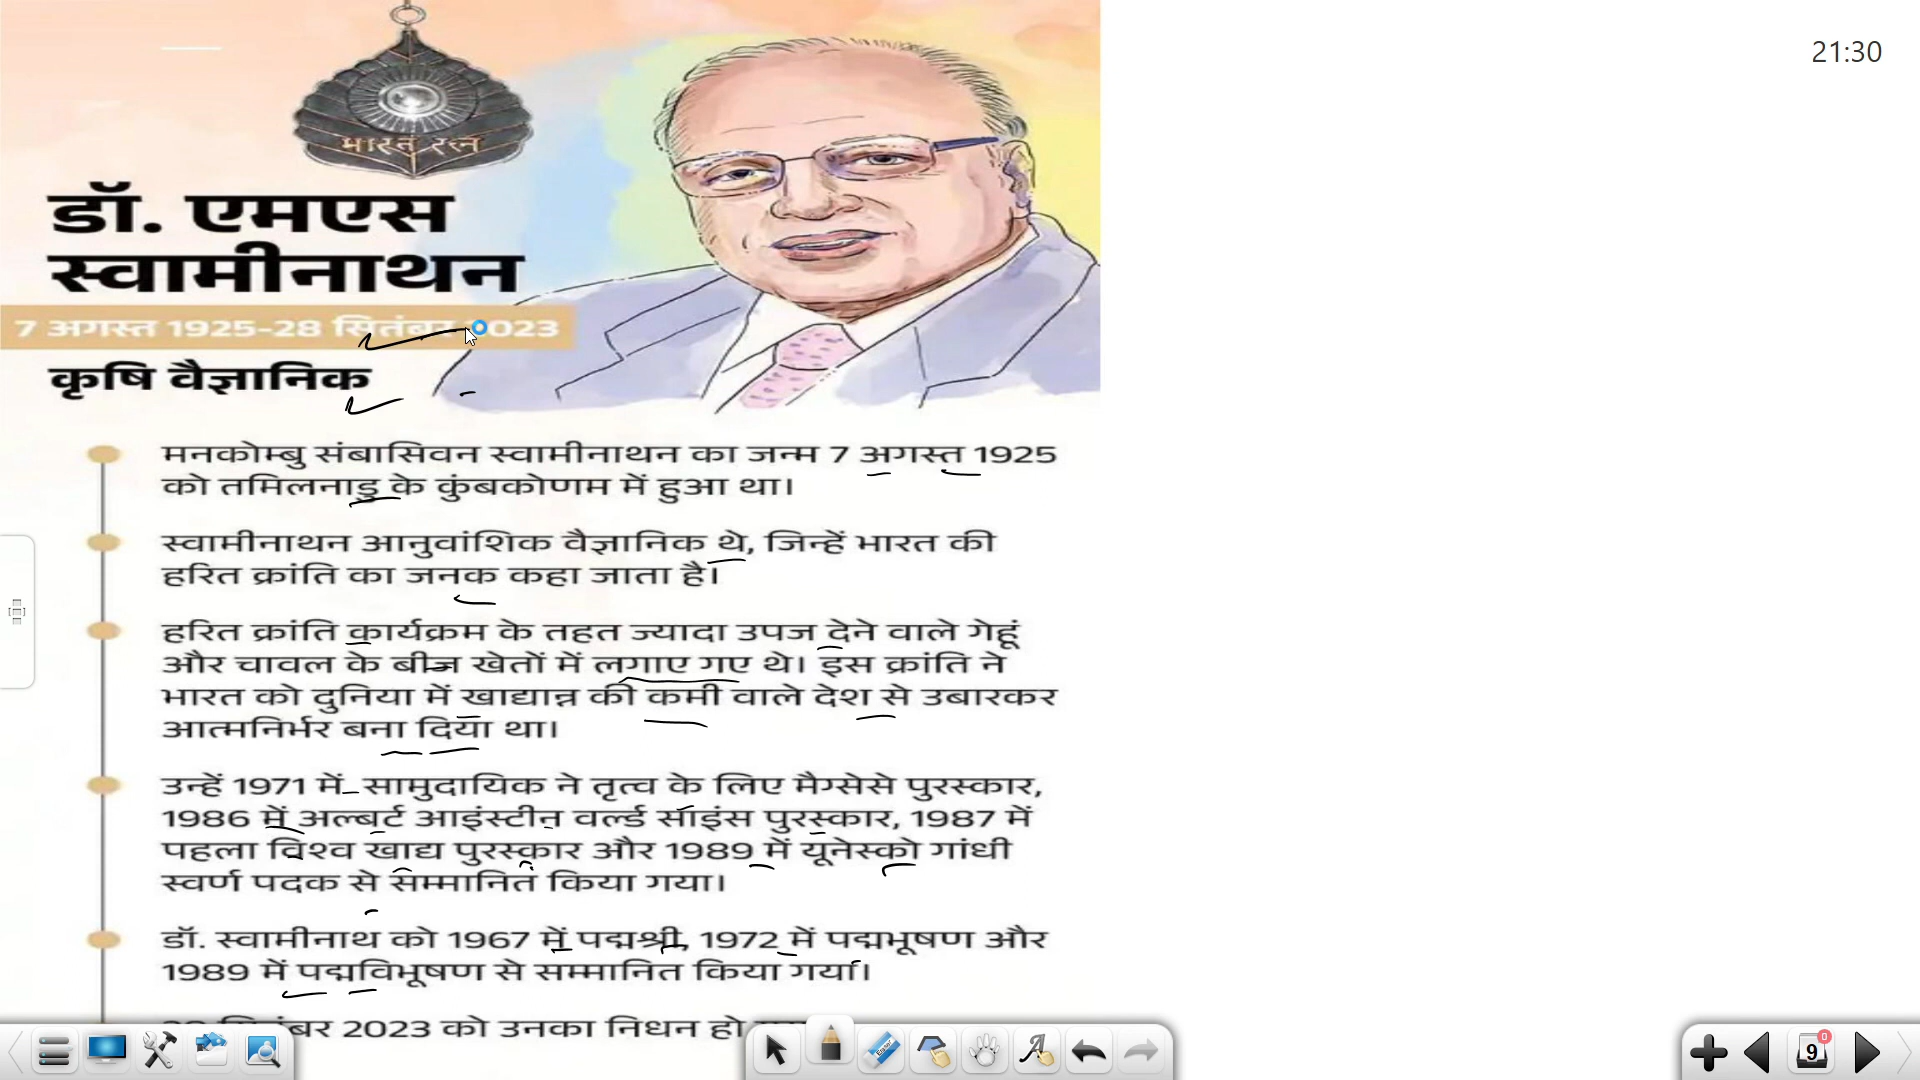 21:30
भारत रत्न
डॉ. एमएस
स्वामीनाथन
7 अगस्त 1925-28 सितंबर 2023
कृषि वैज्ञानिक
मनकोम्बु संबासिवन स्वामीनाथन का जन्म 7 अगस्त 1925
को तमिलनाडु के कुंबकोणम में हुआ था।
स्वामीनाथन आनुवांशिक वैज्ञानिक थे, जिन्हें भारत की
हरित क्रांति का जनक कहा जाता है।
हरित क्रांति कार्यक्रम के तहत ज्यादा उपज देने वाले गेहूं
और चावल के बीज खेतों में लगाए गए थे। इस क्रांति ने
भारत को दुनिया में खाद्यान्न की कमी वाले देश से उबारकर
आत्मनिर्भर बना दिया था।
उन्हें 1971 में सामुदायिक ने तृत्व के लिए मैग्सेसे पुरस्कार,
1986 में अल्बर्ट आइंस्टीन वर्ल्ड साइंस पुरस्कार, 1987 में
पहला विश्व खाद्य पुरस्कार और 1989 में यूनेस्को गांधी
स्वर्ण पदक से सम्मानित किया गया।
डॉ. स्वामीनाथ को 1967 में पद्मश्री, 1972 में पद्मभूषण और
1989 में पद्मविभूषण से सम्मानित किया गया।
2023 को उनका निधन हो
Eraser
9
0